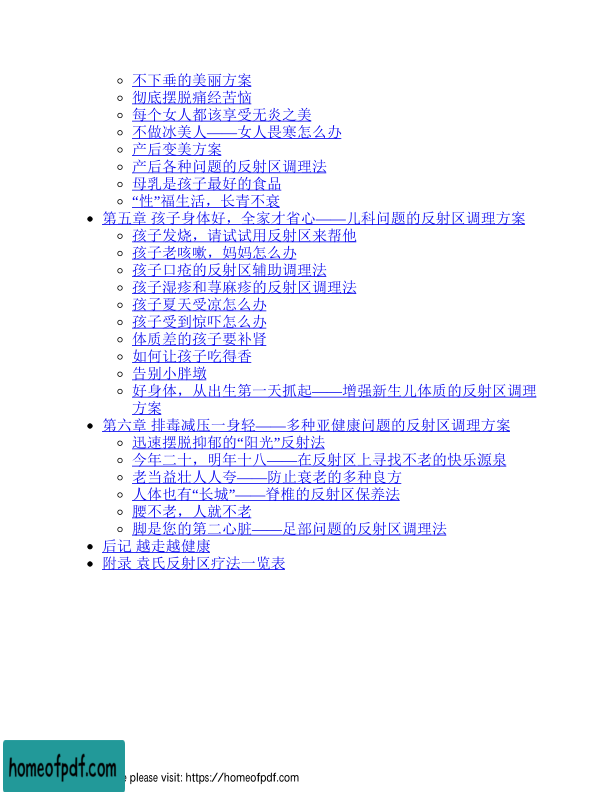 不下垂的美丽方案
彻底摆脱痛经苦恼
每个女人都该享受无炎之美
不做冰美人——女人畏寒怎么办
产后变美方案
产后各种问题的反射区调理法
母乳是孩子最好的食品
“性”福生活，长青不衰
第五章 孩子身体好，全家才省心——儿科问题的反射区调理方案
孩子发烧，请试试用反射区来帮他
孩子老咳嗽，妈妈怎么办
孩子口疮的反射区辅助调理法
孩子湿疹和荨麻疹的反射区调理法
孩子夏天受凉怎么办
孩子受到惊吓怎么办
体质差的孩子要补肾
如何让孩子吃得香
告别小胖墩
好身体，从出生第一天抓起——增强新生儿体质的反射区调理
方案
第六章 排毒减压一身轻——多种亚健康问题的反射区调理方案
迅速摆脱抑郁的“阳光”反射法
今年二十，明年十八——在反射区上寻找不老的快乐源泉
老当益壮人人夸——防止衰老的多种良方
人体也有“长城”——脊椎的反射区保养法
腰不老，人就不老
脚是您的第二心脏——足部问题的反射区调理法
后记 越走越健康
附录 袁氏反射区疗法一览表
homeofpdf.com
please visit: https://homeofpdf.com